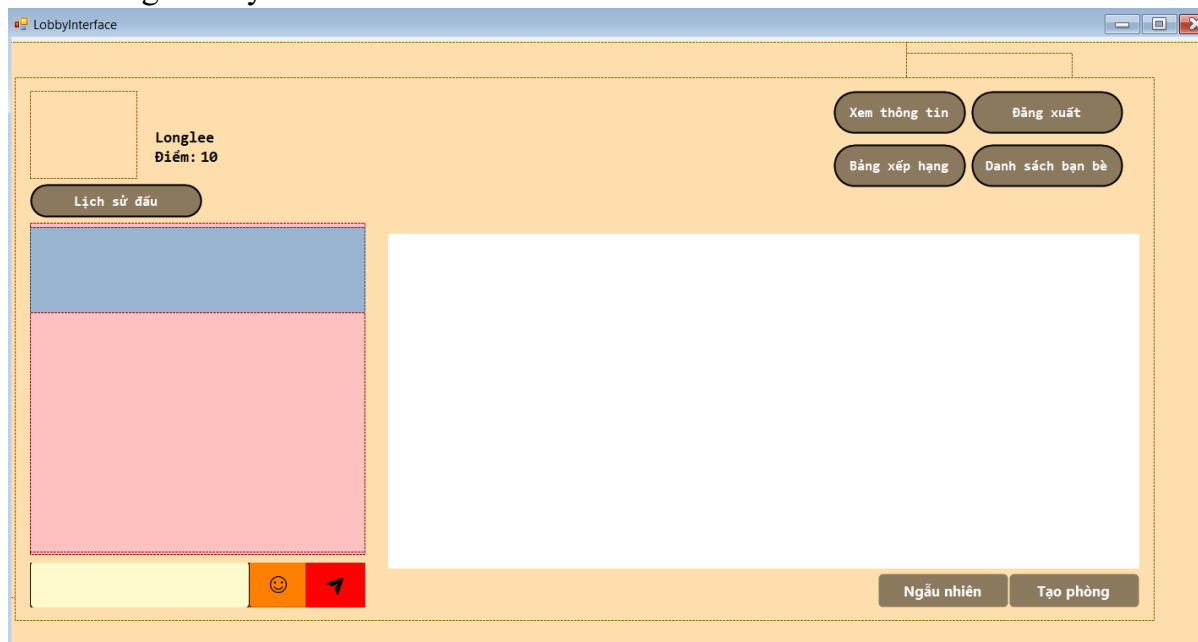 LobbyInterface
Longlee
Điểm: 10
Xem thông tin
Đăng xuất
Bảng xếp hạng
Danh sách bạn bè
Lịch sử đấu
Ngẫu nhiên
Tạo phòng